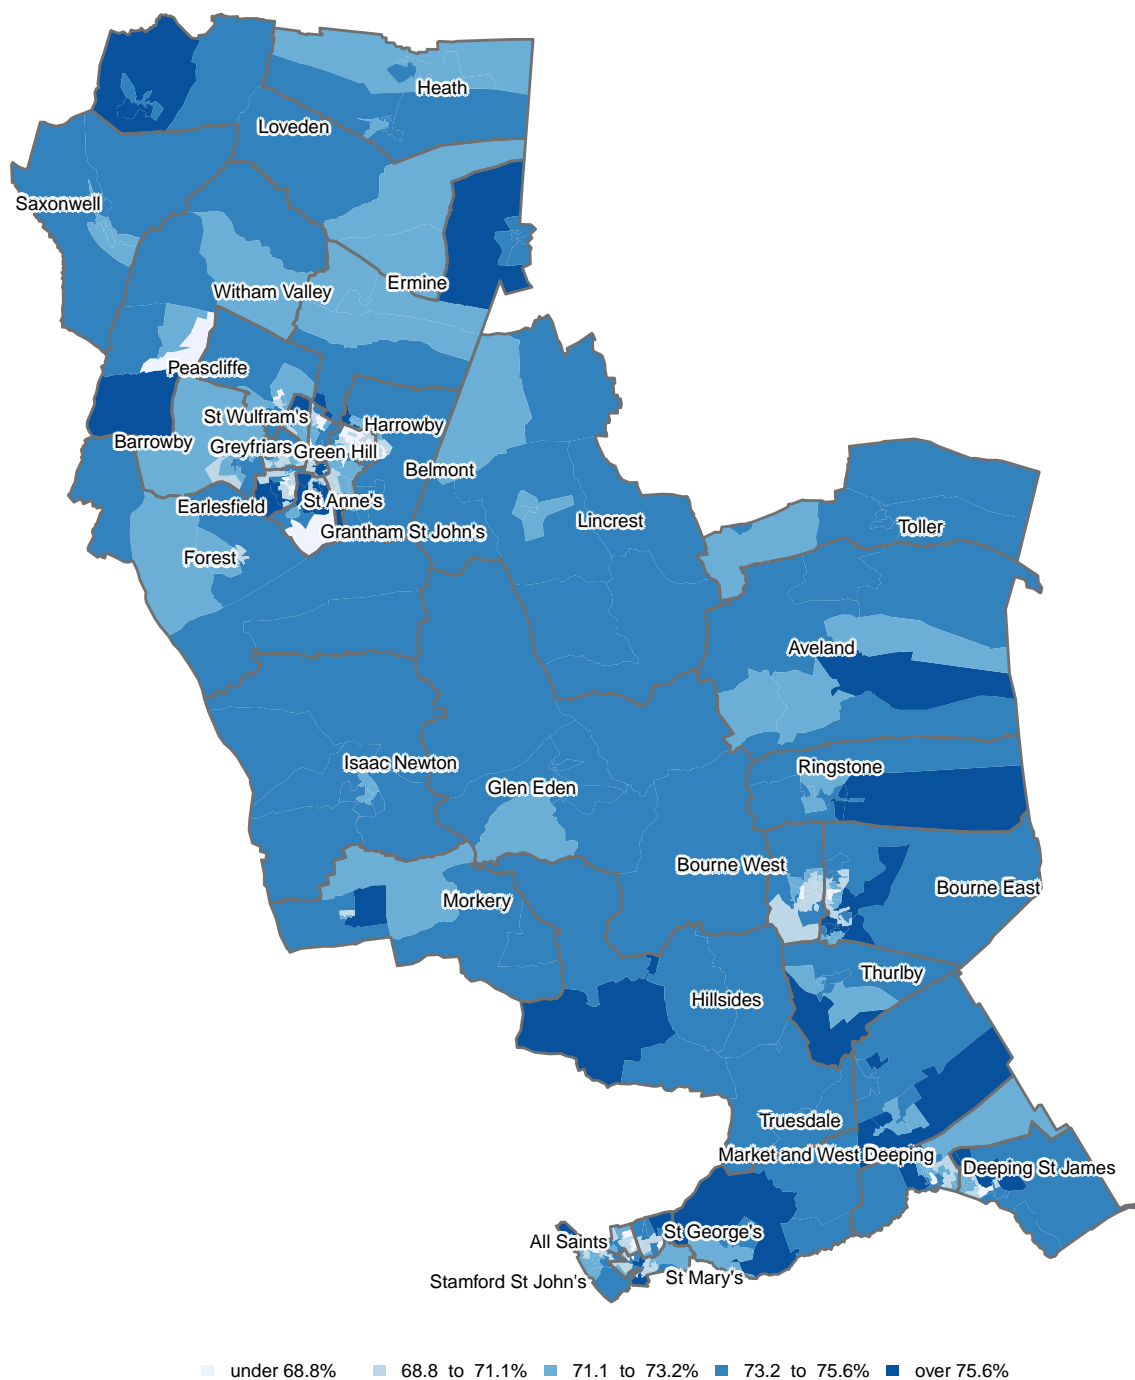 Heath
Loveden
Saxonwell
Ermine
Witham Valley
Peascliffe
St Wulfram's
Harrowby
Barrowby
Greyfriars
Green Hill
Belmont
St Anne's
Earlesfield
Lincrest
Toller
Grantham St John's
Forest
Aveland
Isaac Newton
Ringstone
Glen Eden
Bourne West
Bourne East
Morkery
Thurlby
Hillsides
Truesdale
Market and West Deeping
Deeping St James
St George's
All Saints
St Mary's
Stamford St John's
under 68.8% 68.8 to 71.1% 71.1 to 73.2% 73.2 to 75.6% over 75.6%